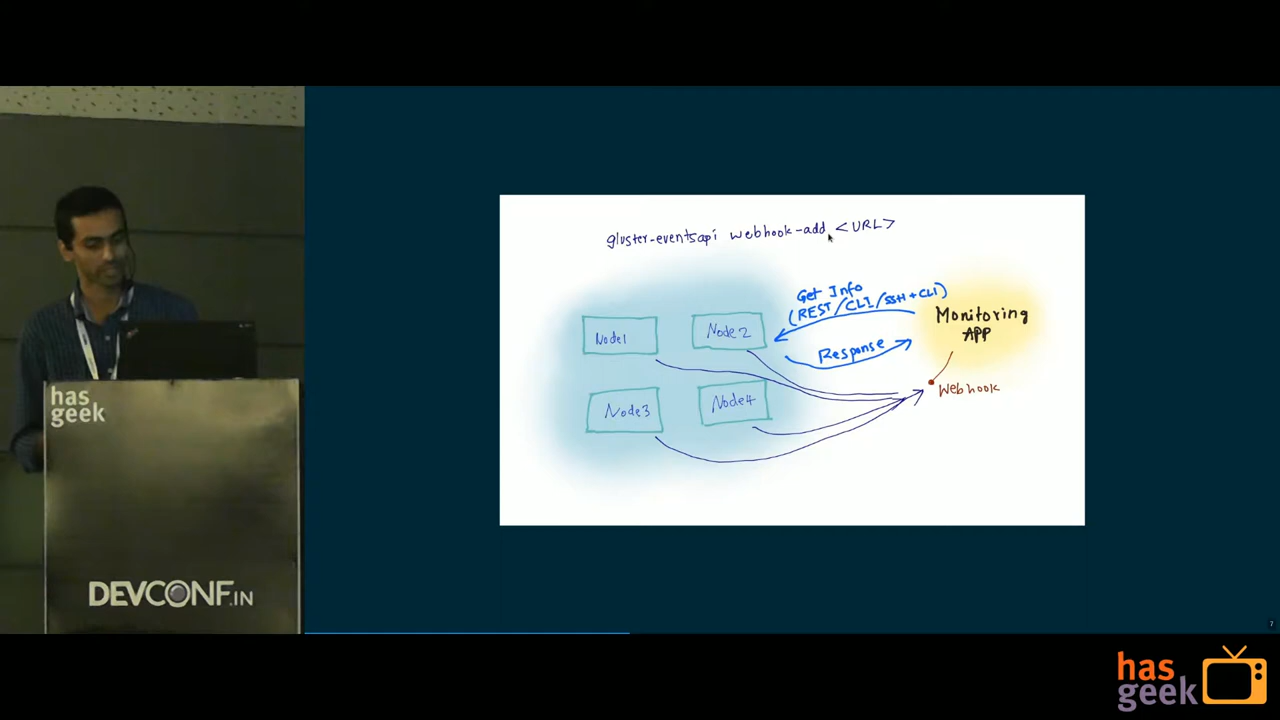 gluster-eventsapi webhook-add <URL>
Get Info
(REST/CLI/SSH+CLI)
Monitoring
APP
Node1
Node2
Response
Node3
Node4
Webhook
has
geek
DEVCONF.IN
7
has
geek